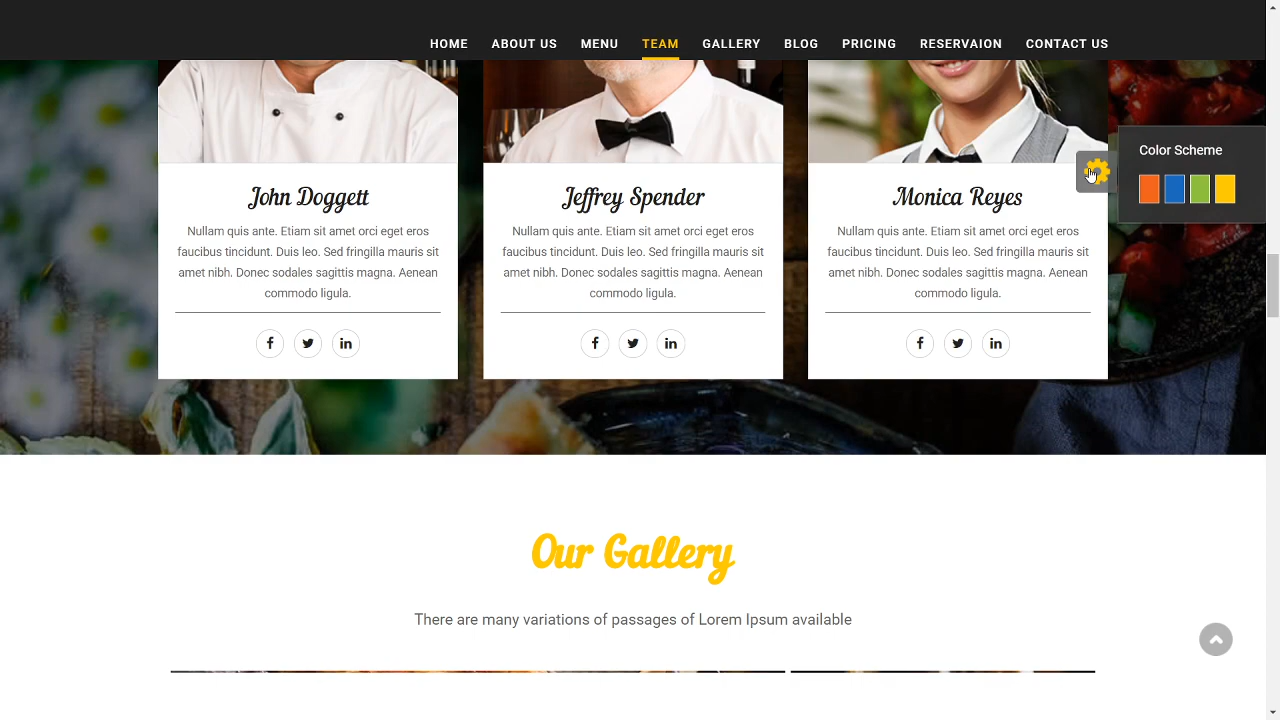 HOME ABOUT US MENU TEAM GALLERY BLOG PRICING RESERVAION CONTACT US
Color Scheme
John Doggett
Nullam quis ante. Etiam sit amet orci eget eros
faucibus tincidunt. Duis leo. Sed fringilla mauris sit
amet nibh. Donec sodales sagittis magna. Aenean
commodo ligula.
Jeffrey Spender
Nullam quis ante. Etiam sit amet orci eget eros
faucibus tincidunt. Duis leo. Sed fringilla mauris sit
amet nibh. Donec sodales sagittis magna. Aenean
commodo ligula.
Monica Reyes
Nullam quis ante. Etiam sit amet orci eget eros
faucibus tincidunt. Duis leo. Sed fringilla mauris sit
amet nibh. Donec sodales sagittis magna. Aenean
commodo ligula.
Our Gallery
There are many variations of passages of Lorem Ipsum available